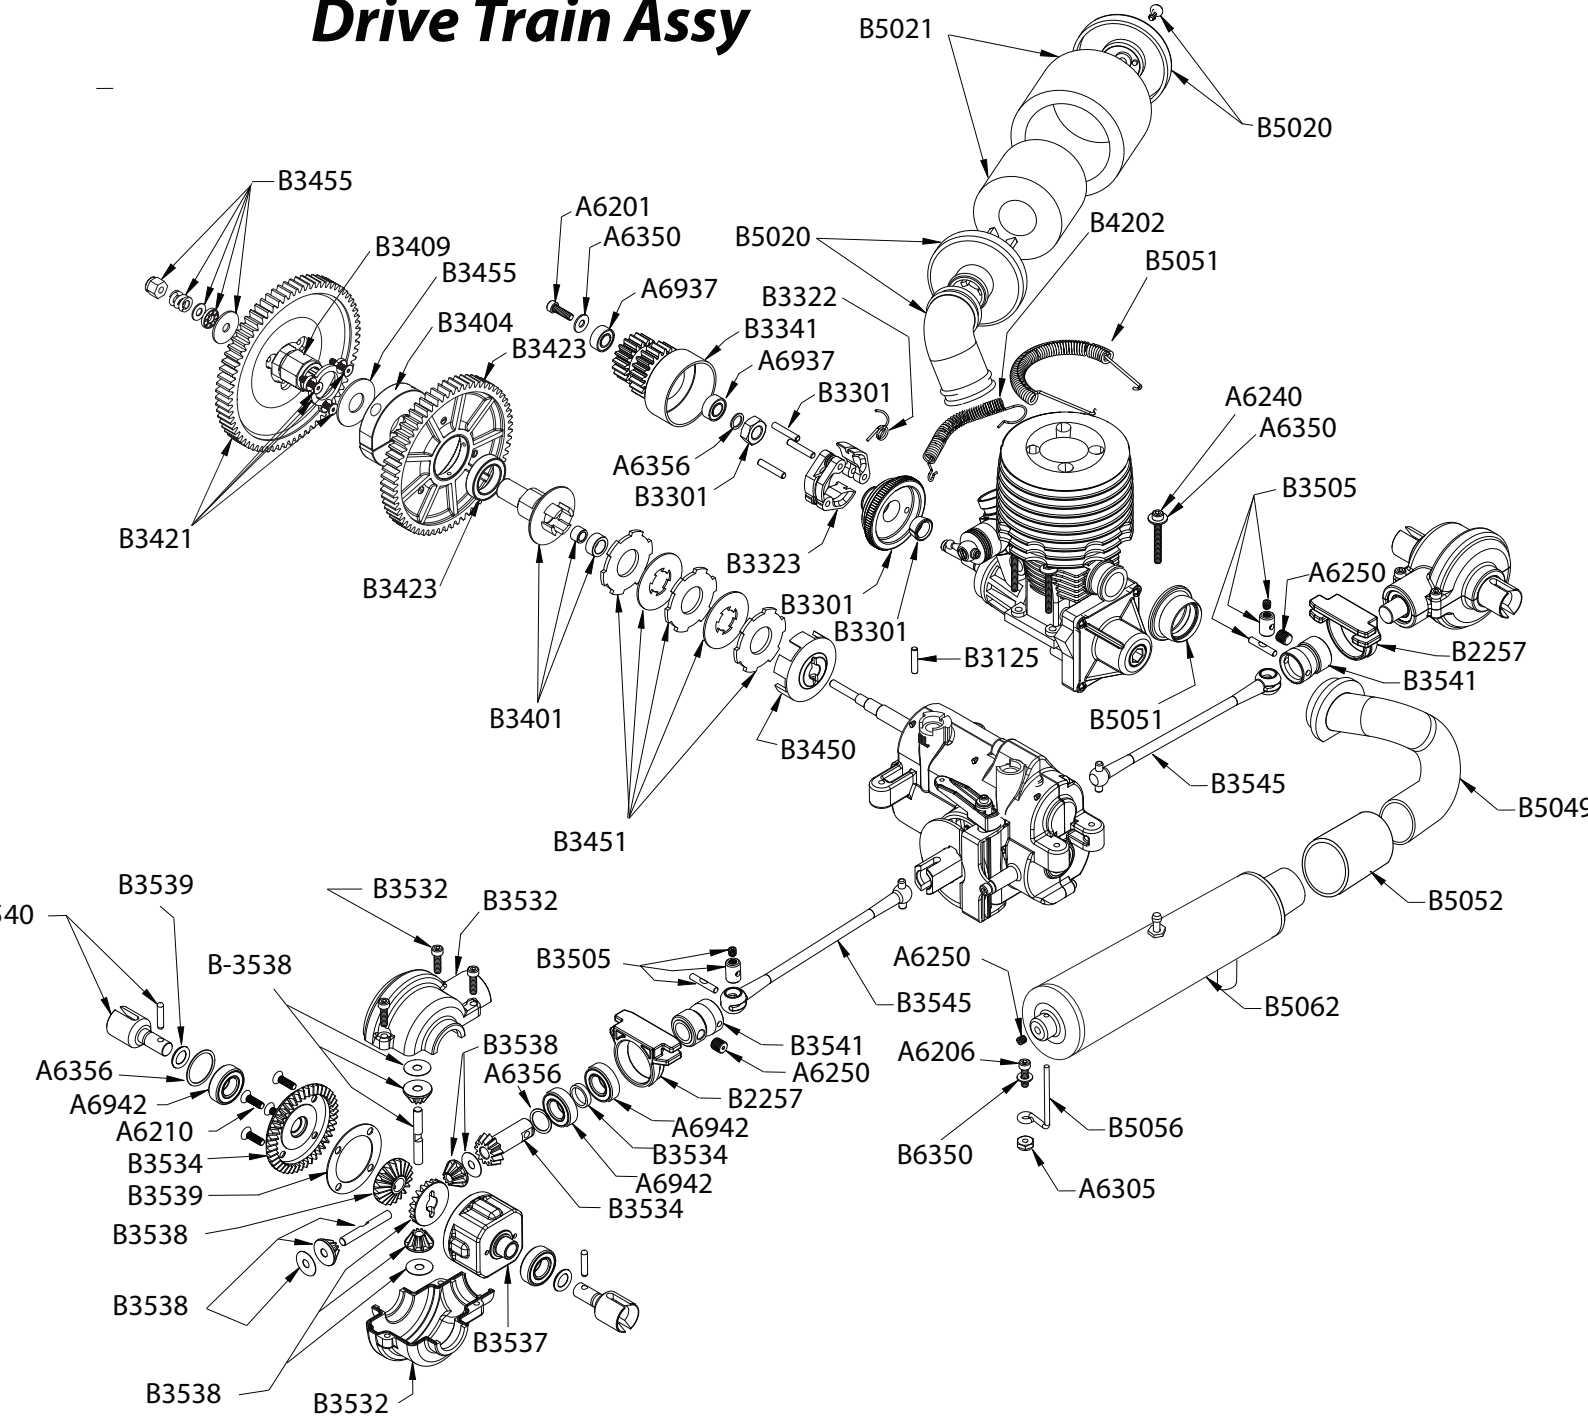 Drive Train Assy
B5021
B5020
B3455
A6201
A6350
B3409
B3455
B5020
B4202
B5051
A6937
B3322
B3404
B3341
B3423
A6937
B3301
A6240
A6350
A6356
B3301
B3505
B3421
B3423
B3323
A6250
B3301
B3301
B3125
B2257
B3541
B3401
B5051
B3450
B3545
B5049
B3451
B3539
B3532
B3532
540
B5052
B-3538
B3505
A6250
B3545
B5062
B3538
A6356
B3541
A6250
A6206
A6356
A6942
B2257
A6210
A6942
B5056
B3534
B3534
B6350
B3539
A6942
A6305
B3534
B3538
B3538
B3537
B3538
B3532